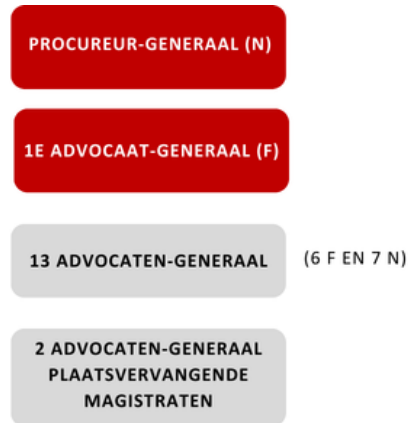 PROCUREUR-GENERAAL (N)
1E ADVOCAAT-GENERAAL (F)
13 ADVOCATEN-GENERAAL
(6 F EN 7 N)
2 ADVOCATEN-GENERAAL
PLAATSVERVANGENDE
MAGISTRATEN